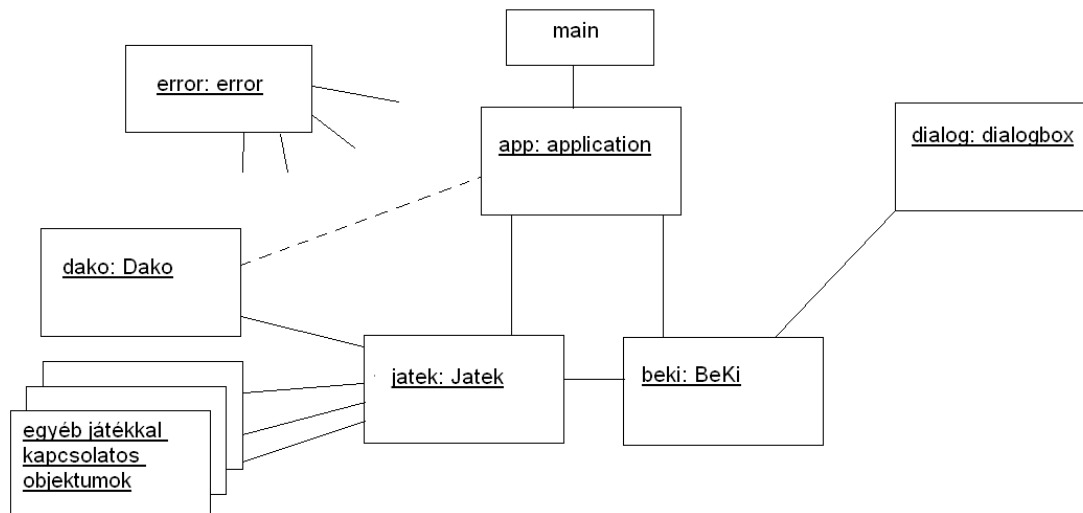 main
error: error
app: application
dialog: dialogbox
dako: Dako
jatek: Jatek
beki: BeKi
egyéb játékkal
kapcsolatos
objektumok